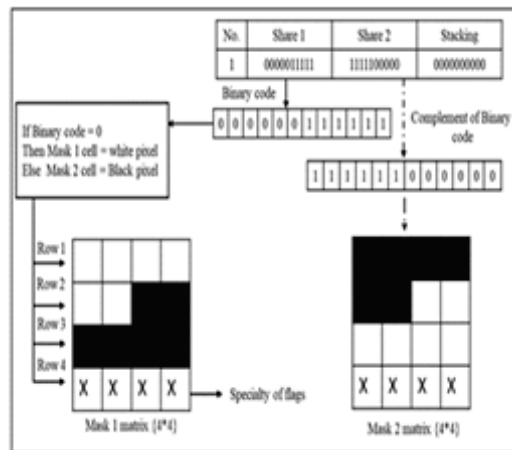 No. Share 1 Share 2 Stacking
1 0000011111 1111100000 0000000000
Binary code
0 0 0 0 0 0 1 1 1 1 1 1
Complement of Binary
code
1 1 1 1 1 1 0 0 0 0 0 0
If Binary code = 0
Then Mask 1 cell = white pixel
Else Mask 2 cell = Black pixel
Row 1
Row 2
Row 3
Row 4
X X X X
Specialty of flags
X X X X
Mask 1 matrix {4*4}
Mask 2 matrix {4*4}